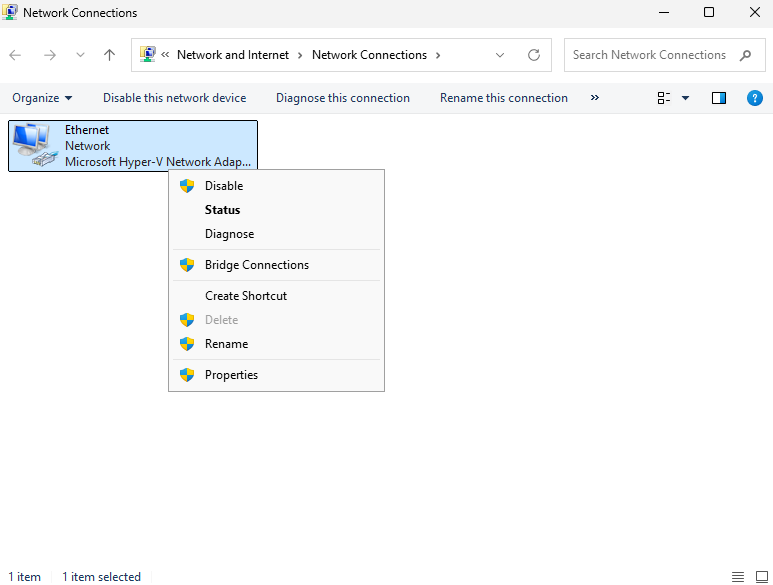 Network Connections
« Network and Internet › Network Connections ›
Search Network Connections
Organize
Disable this network device
Diagnose this connection
Rename this connection
»
?
Ethernet
Network
Microsoft Hyper-V Network Adap...
Disable
Status
Diagnose
Bridge Connections
Create Shortcut
Delete
Rename
Properties
1 item
1 item selected